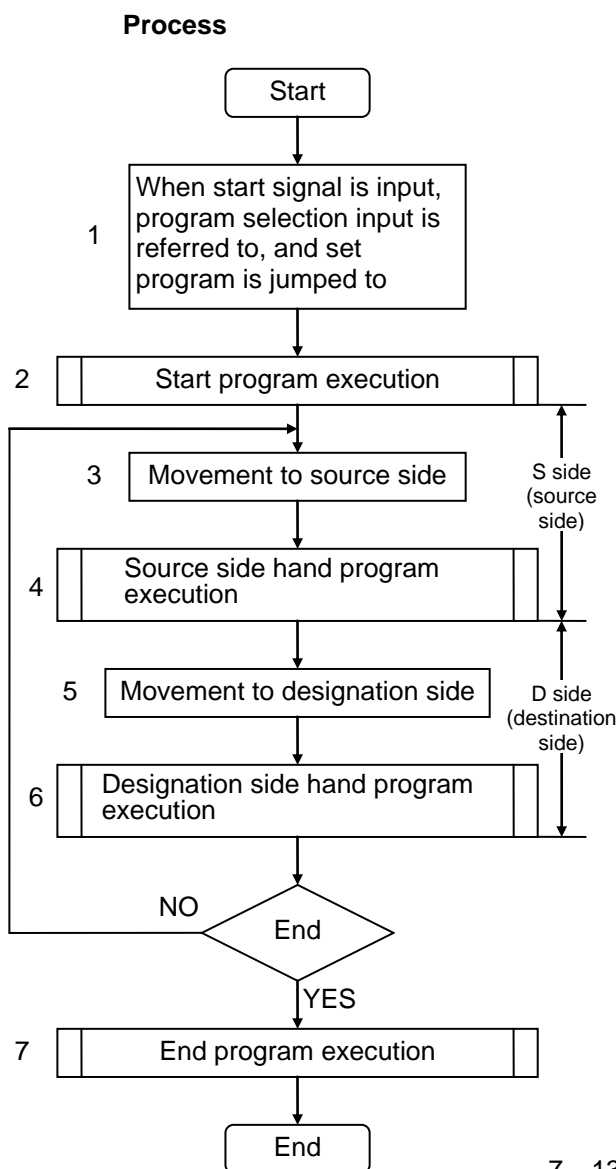 Process
Start
1
When start signal is input,
program selection input is
referred to, and set
program is jumped to
2
Start program execution
3
Movement to source side
S side
(source
side)
4
Source side hand program
execution
5
Movement to designation side
D side
(destination
side)
6
Designation side hand program
execution
NO
End
YES
7
End program execution
End